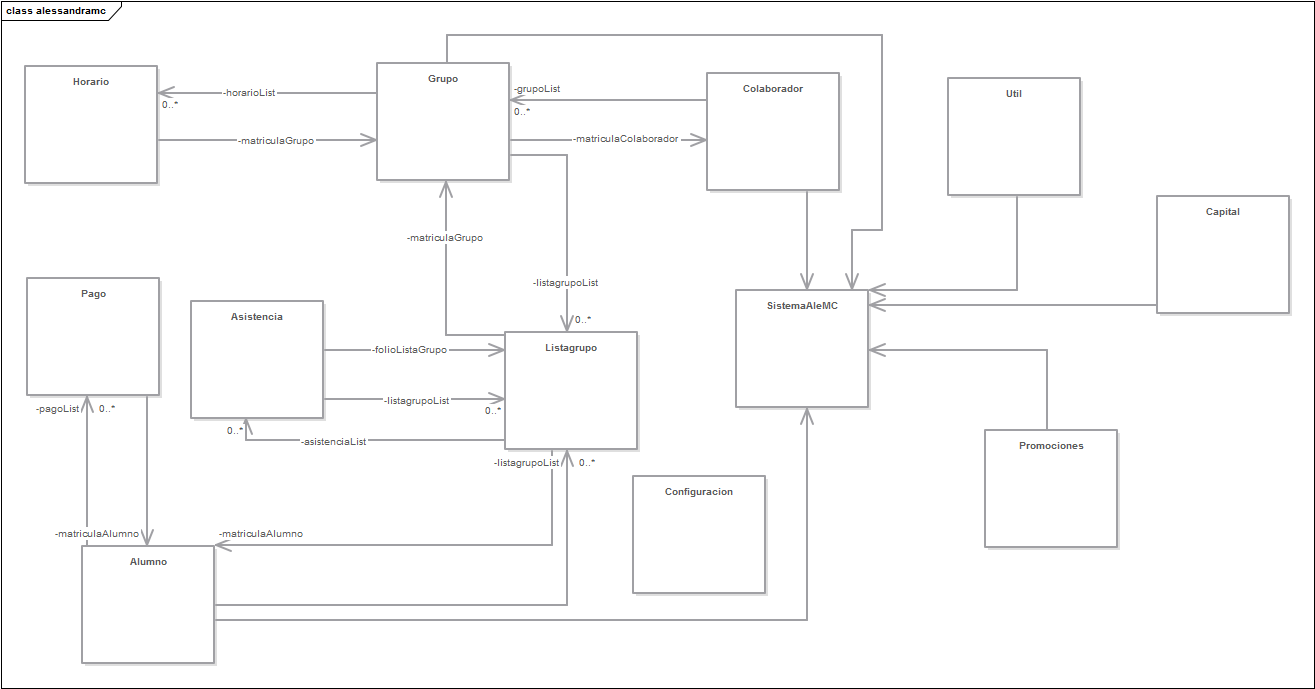 class alessandramc
Horario
Grupo
Colaborador
Util
Capital
-horarioList
0..*
-matriculaGrupo
-grupoList
0..*
-matriculaColaborador
-matriculaGrupo
-listagrupoList
0..*
Pago
Asistencia
Listagrupo
SistemaAleMC
-folioListaGrupo
-listagrupoList
0..*
-pagoList
0..*
0..*
-asistenciaList
-listagrupoList
0..*
Configuracion
Promociones
-matriculaAlumno
-matriculaAlumno
Alumno